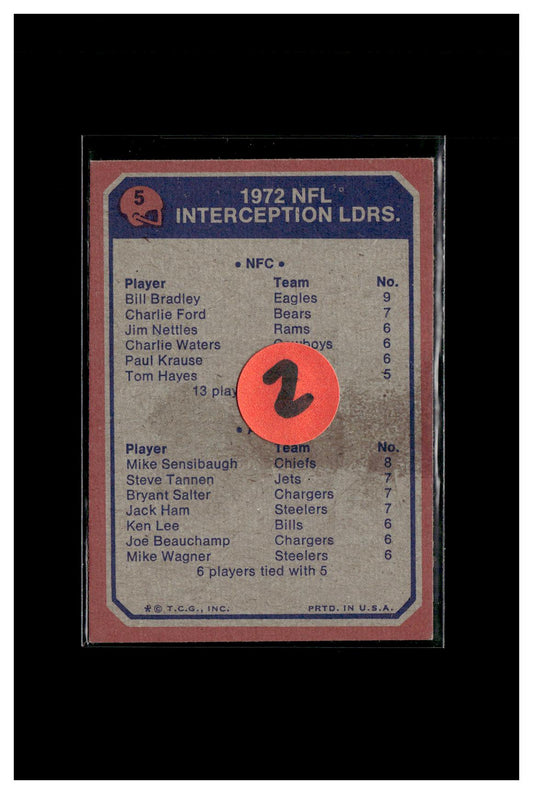 5
1972 NFL
INTERCEPTION LDRS.
• NFC •
Player Team No.
Bill Bradley Eagles 9
Charlie Ford Bears 7
Jim Nettles Rams 6
Charlie Waters Cowboys 6
Paul Krause 6
Tom Hayes 5
13
2
Player Team No.
Mike Sensibaugh Chiefs 8
Steve Tannen Jets 7
Bryant Salter Chargers 7
Jack Ham Steelers 7
Ken Lee Bills 6
Joe Beauchamp Chargers 6
Mike Wagner Steelers 6
6 players tied with 5
* © T.C.G., INC. PRTD. IN U.S.A.